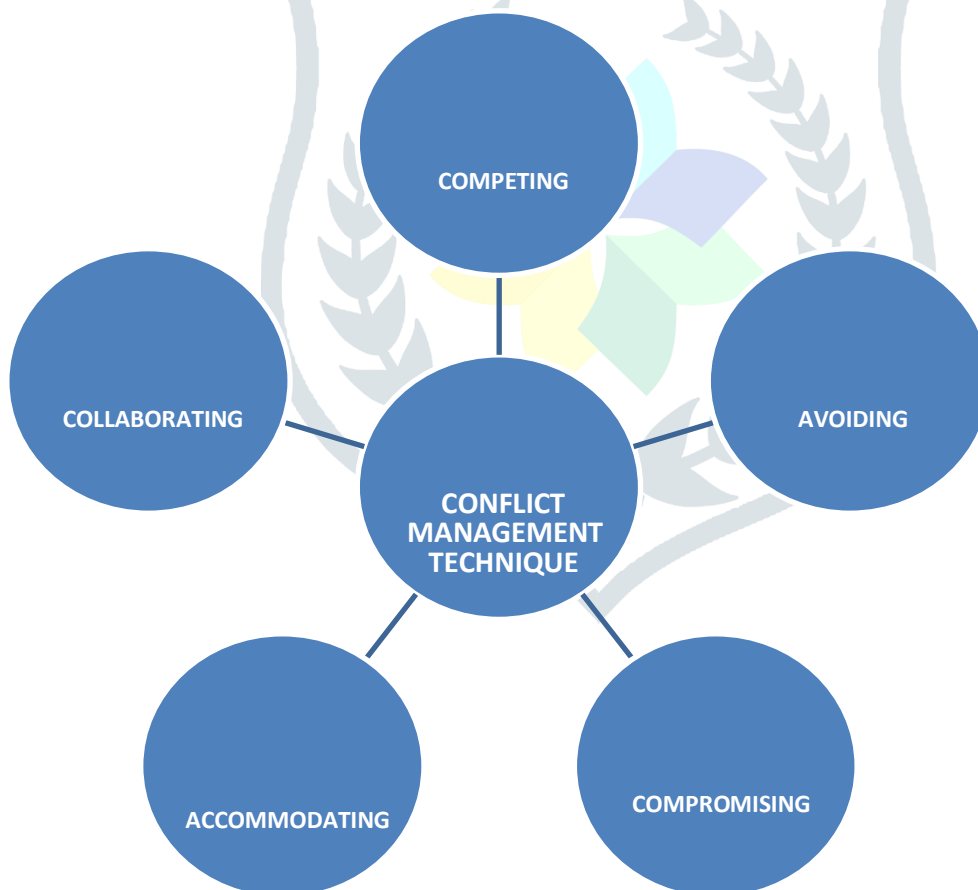 COMPETING
COLLABORATING
AVOIDING
CONFLICT
MANAGEMENT
TECHNIQUE
ACCOMMODATING
COMPROMISING